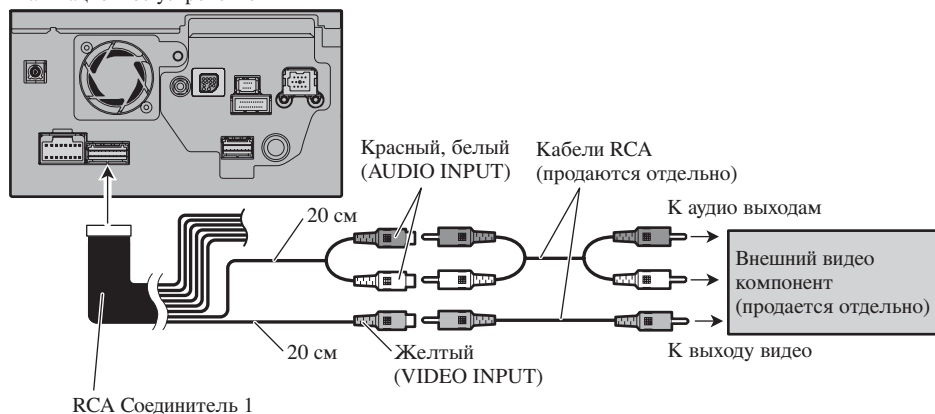 Красный, белый
(AUDIO INPUT)
Кабели RCA
(продаются отдельно)
20 см
К аудио выходам
Внешний видео
компонент
(продается отдельно)
20 см
Желтый
(VIDEO INPUT)
К выходу видео
RCA Соединитель 1